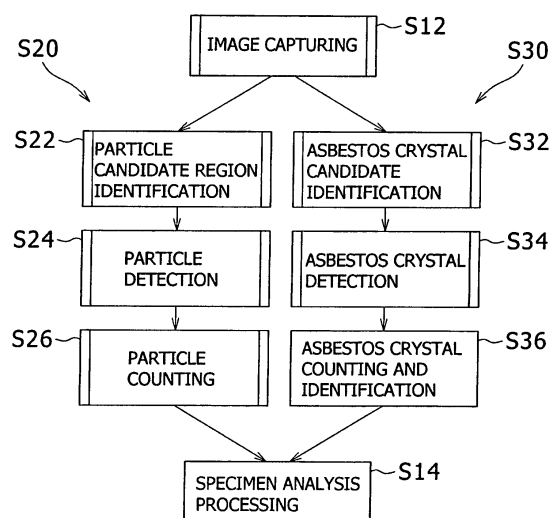 S12
IMAGE CAPTURING
S20
S30
S22
PARTICLE
CANDIDATE REGION
IDENTIFICATION
S32
ASBESTOS CRYSTAL
CANDIDATE
IDENTIFICATION
S24
PARTICLE
DETECTION
S34
ASBESTOS CRYSTAL
DETECTION
S26
PARTICLE
COUNTING
S36
ASBESTOS CRYSTAL
COUNTING AND
IDENTIFICATION
S14
SPECIMEN ANALYSIS
PROCESSING